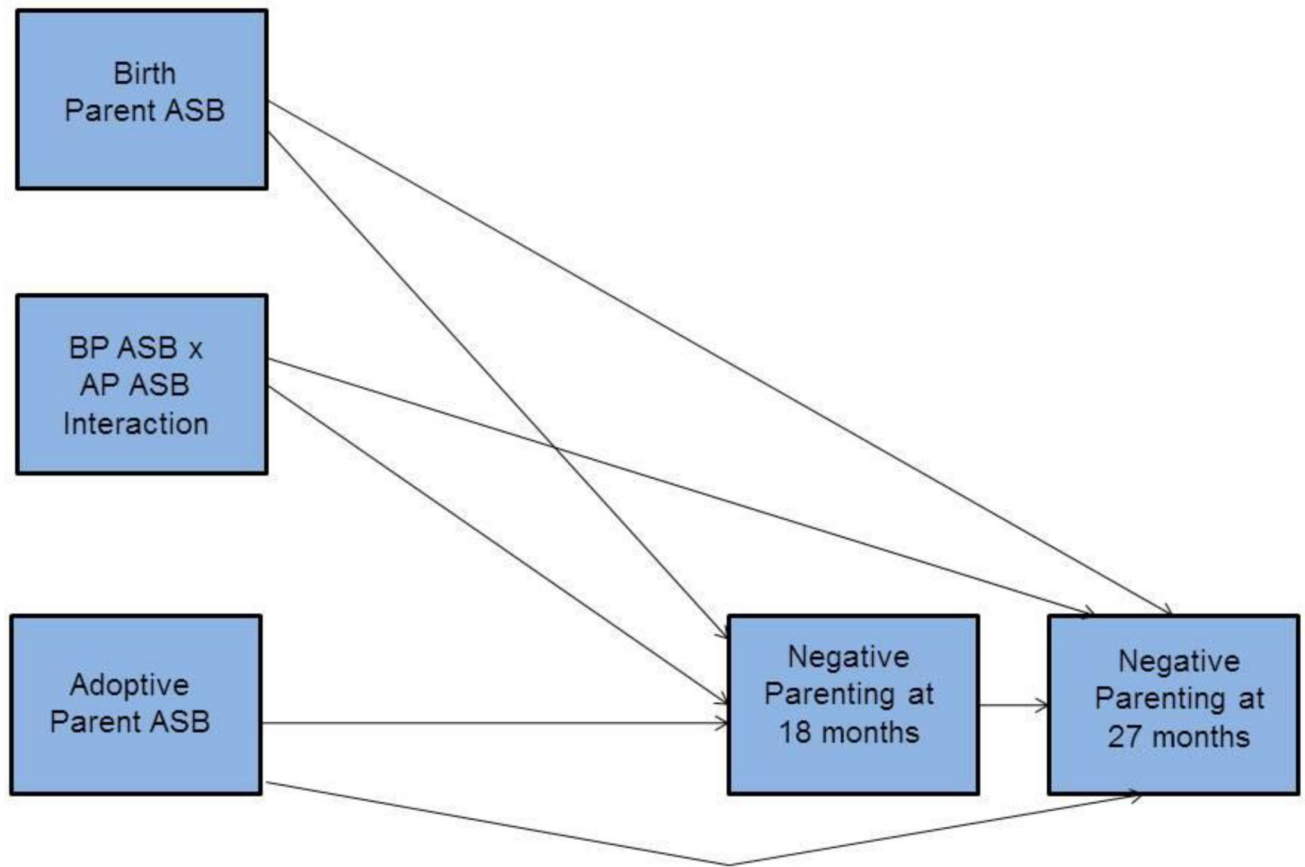 Birth
Parent ASB
BP ASB x
AP ASB
Interaction
Adoptive
Parent ASB
Negative
Parenting at
18 months
Negative
Parenting at
27 months